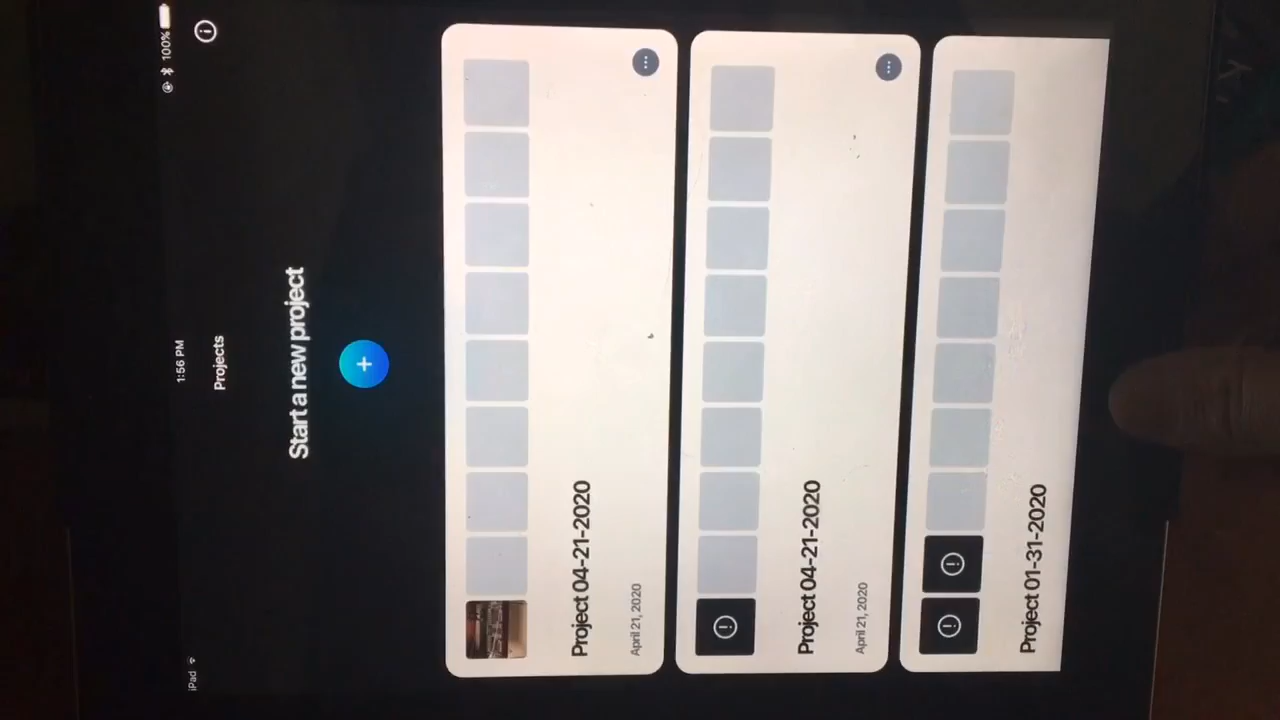 iPad
1:56 PM
100%
Projects
Start a new project
Project 04-21-2020
April 21, 2020
Project 04-21-2020
April 21, 2020
Project 01-31-2020